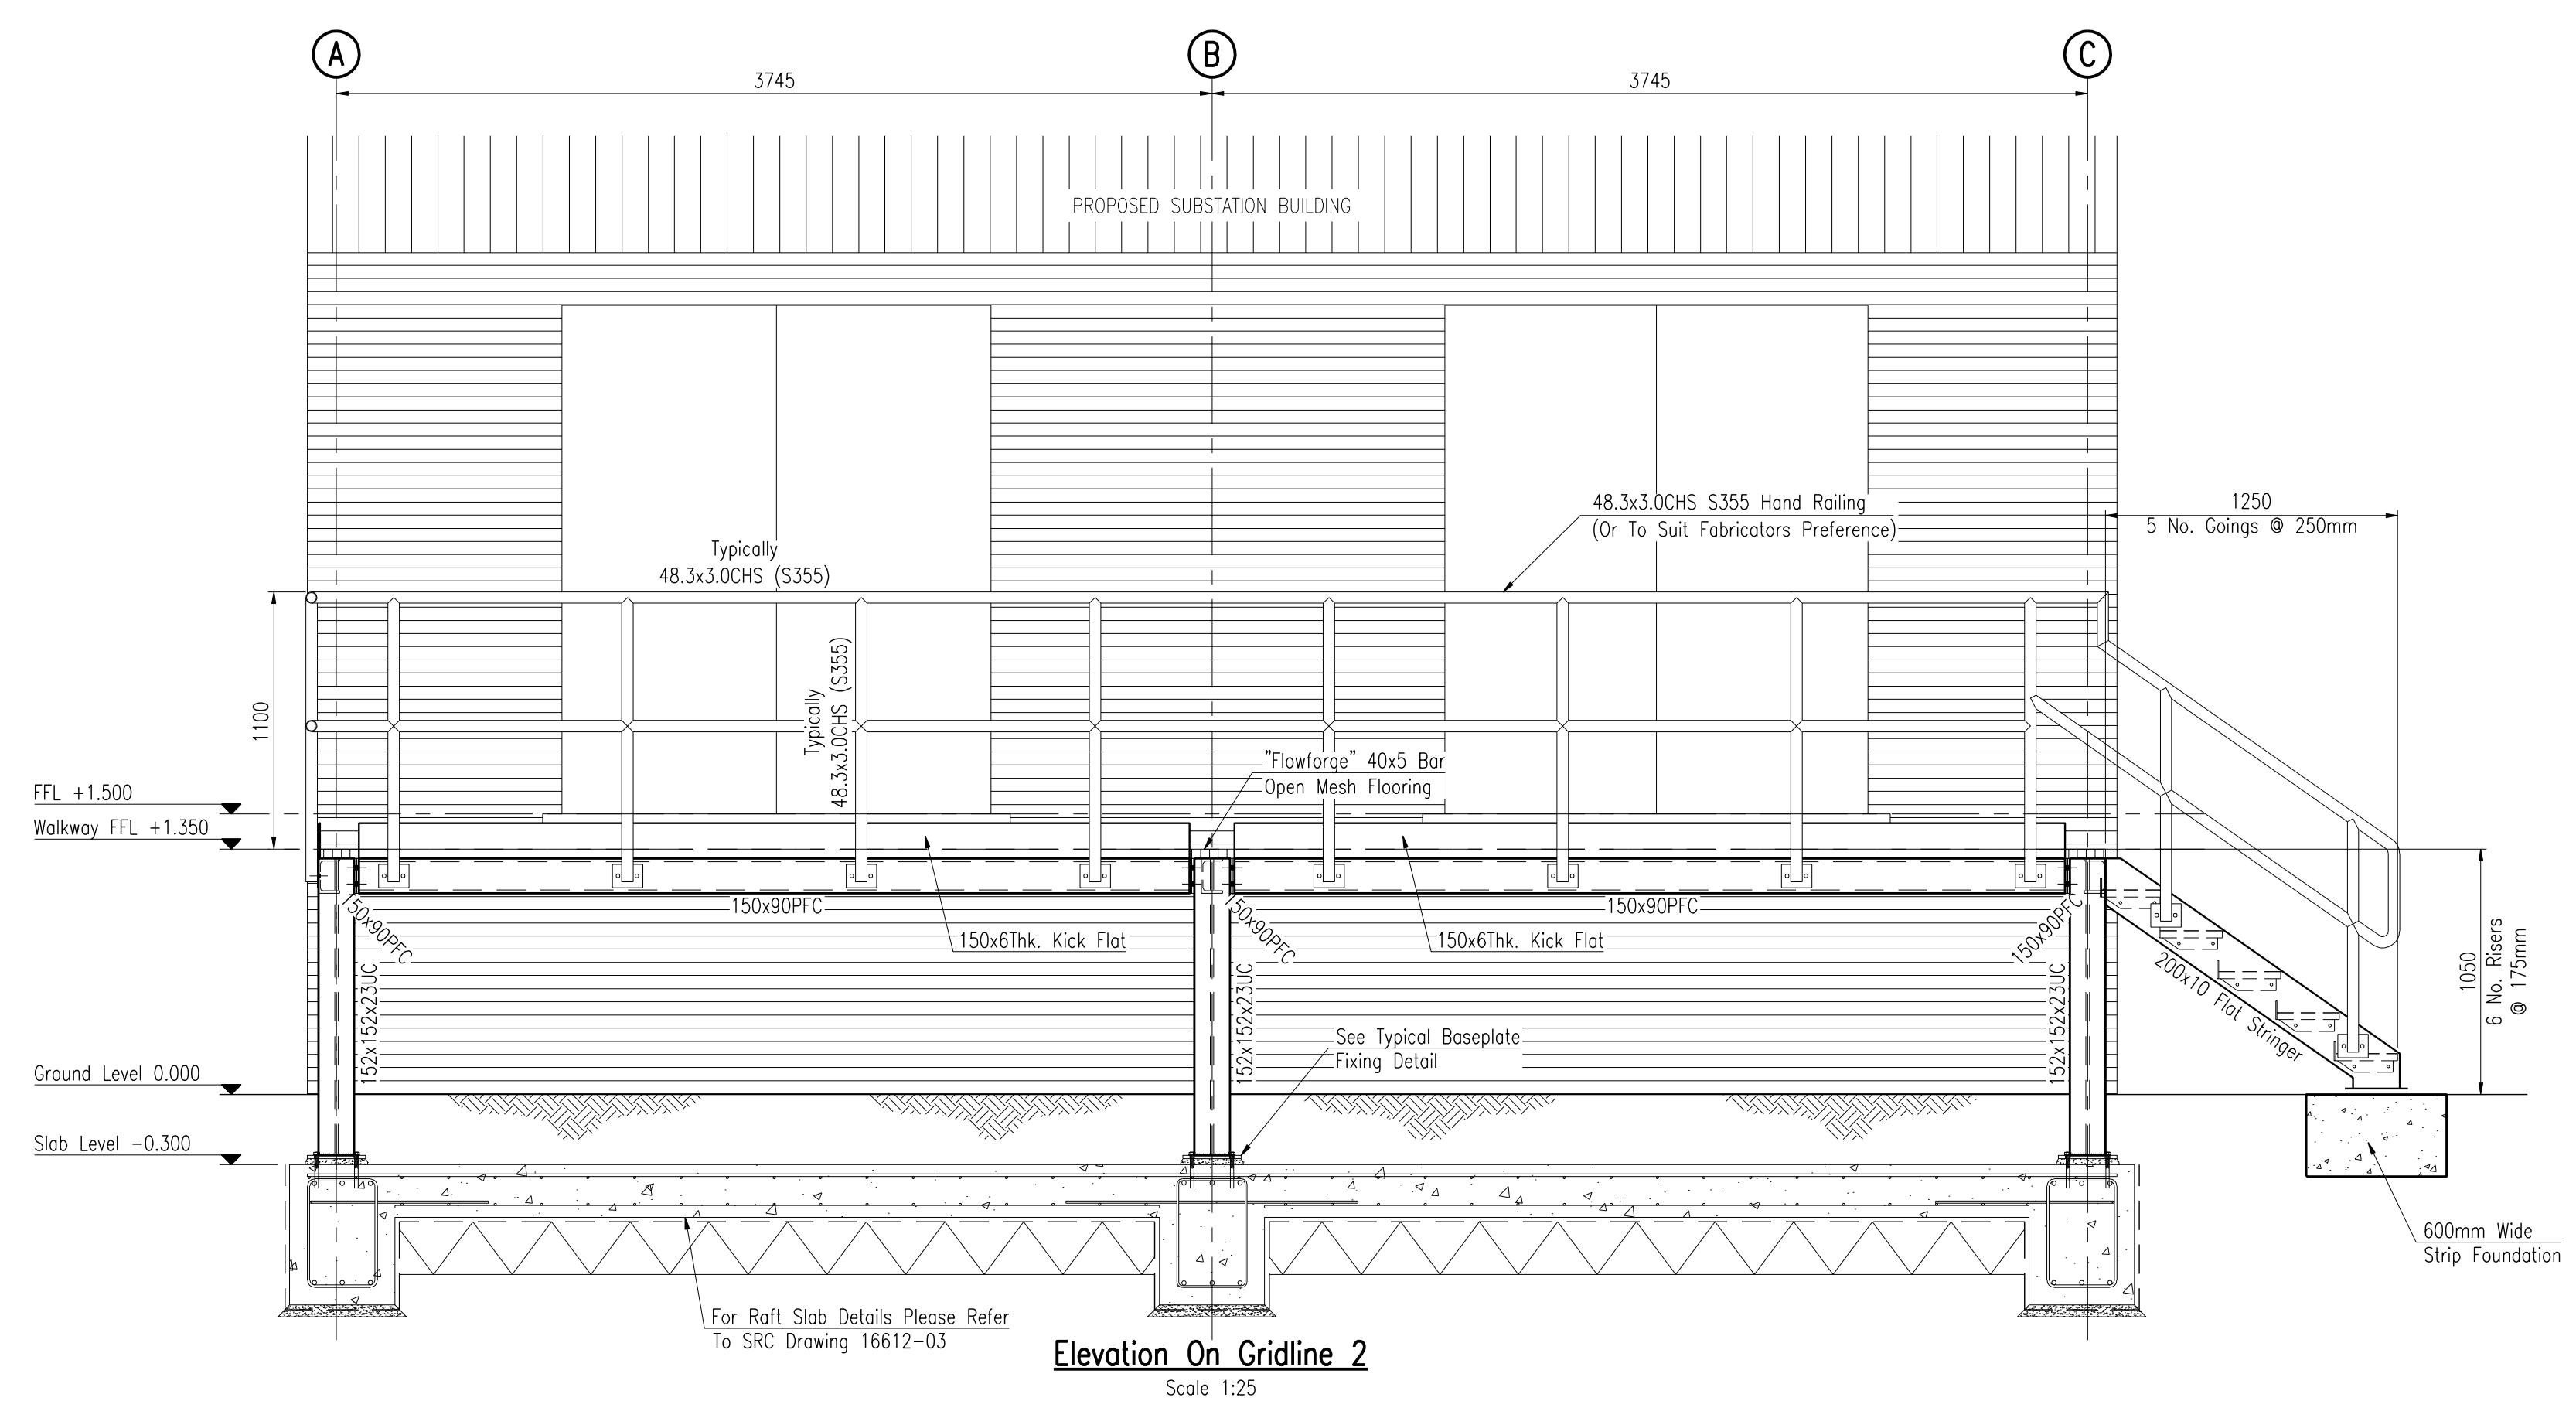 A
B
C
3745
3745
PROPOSED SUBSTATION BUILDING
48.3x3.0CHS S355 Hand Railing
(Or To Suit Fabricators Preference)
1250
5 No. Goings @ 250mm
Typically
48.3x3.0CHS (S355)
Typically
48.3x3.0CHS (S355)
1100
"Flowforge" 40x5 Bar
Open Mesh Flooring
FFL +1.500
Walkway FFL +1.350
150x90PFC
150x90PFC
150x90PFC
150x90PFC
150x90PFC
150x6Thk. Kick Flat
150x6Thk. Kick Flat
152x152x23UC
152x152x23UC
152x152x23UC
200x10 Flat Stringer
1050
6 No. Risers
@ 175mm
See Typical Baseplate
Fixing Detail
Ground Level 0.000
Slab Level -0.300
600mm Wide
Strip Foundation
For Raft Slab Details Please Refer
To SRC Drawing 16612-03
Elevation On Gridline 2
Scale 1:25